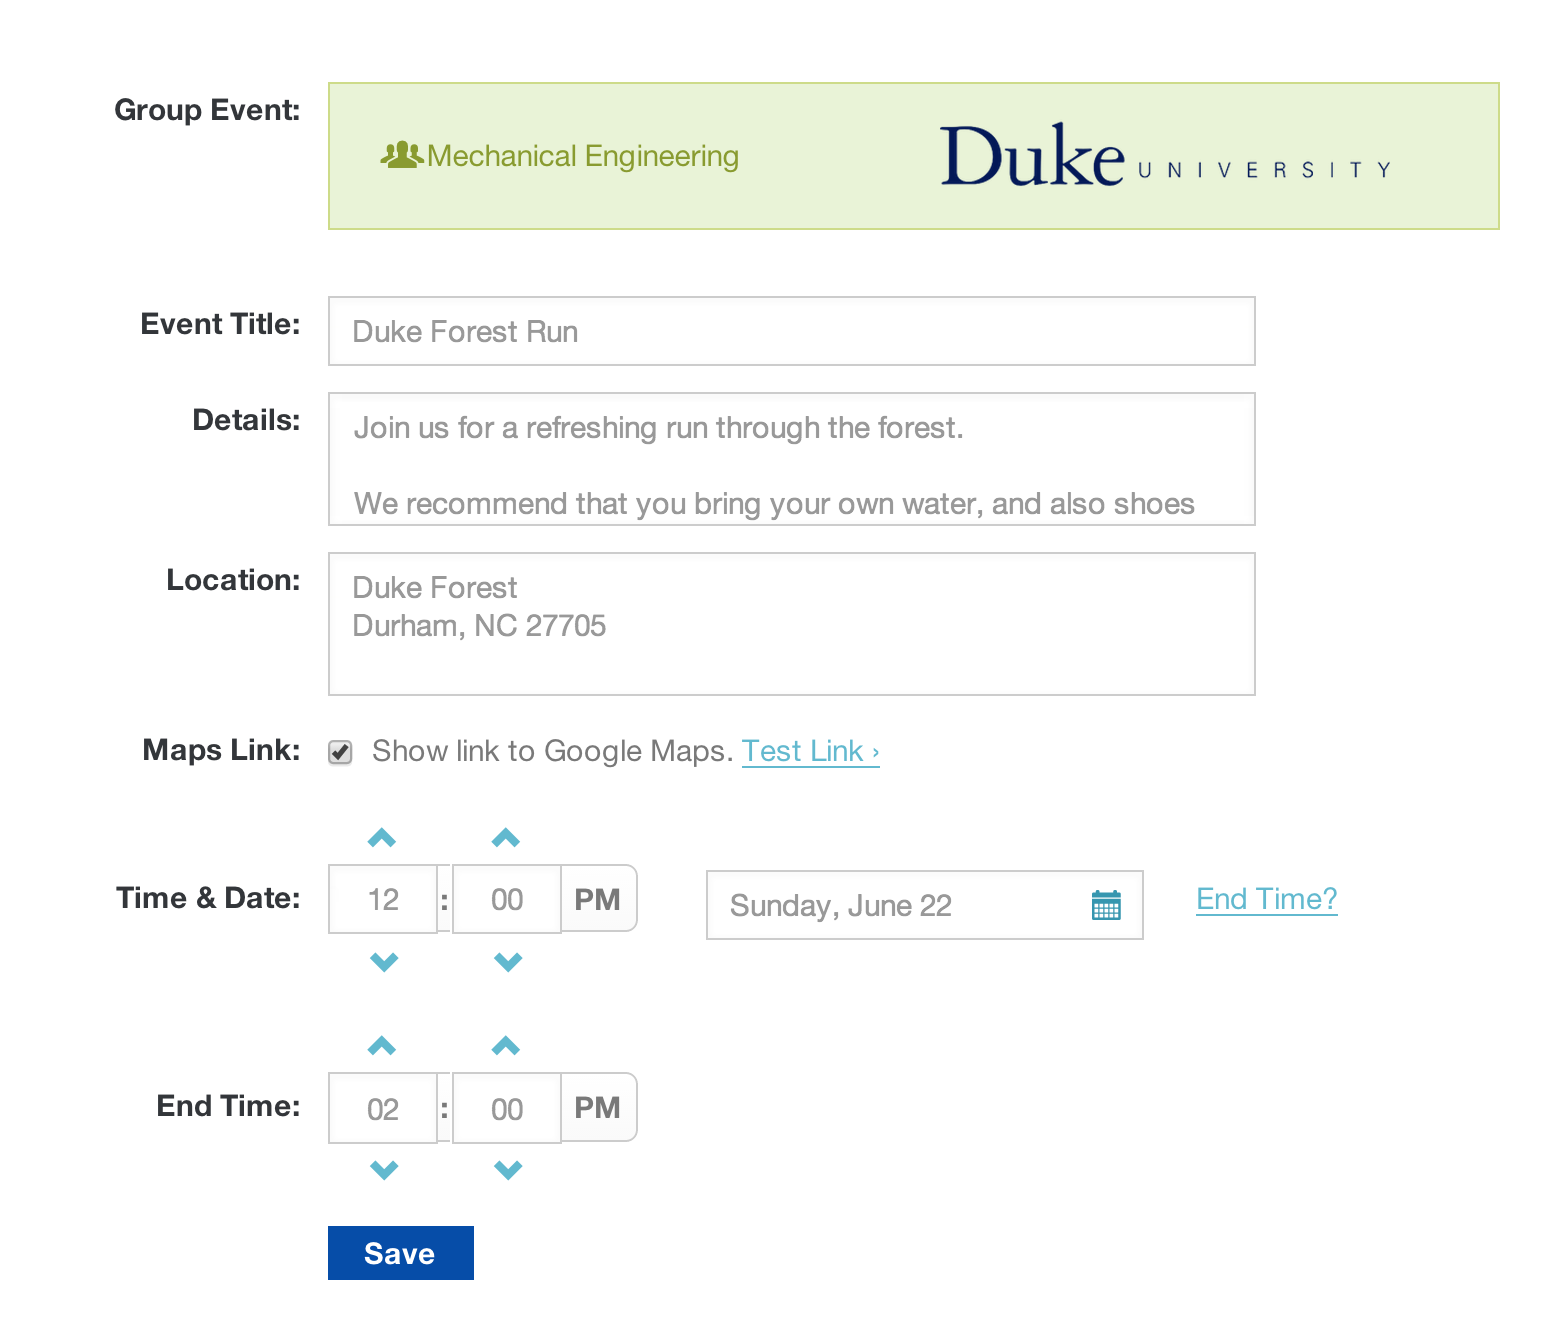 Group Event:
Mechanical Engineering
Duke UNIVERSITY
Event Title:
Duke Forest Run
Details:
Join us for a refreshing run through the forest.
We recommend that you bring your own water, and also shoes
Location:
Duke Forest
Durham, NC 27705
Maps Link:
Show link to Google Maps. Test Link ›
Time & Date:
12 : 00 PM
Sunday, June 22
End Time?
End Time:
02 : 00 PM
Save